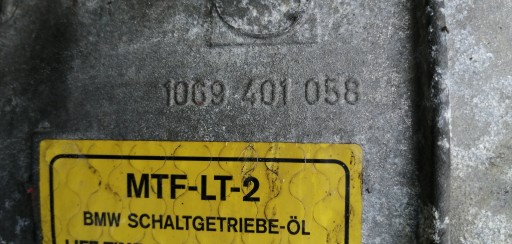 1069 401 058
MTF-LT-2
BMW SCHALTGETRIEBE-ÖL